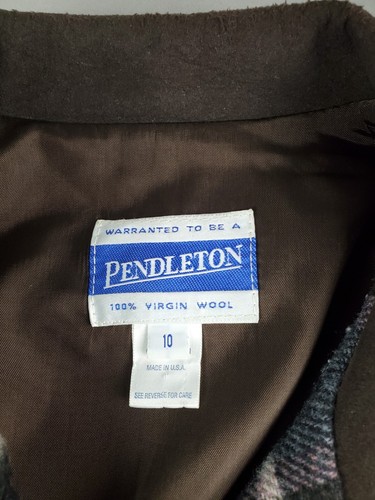 WARRANTED TO BE A
PENDLETON
100% VIRGIN WOOL
10
MADE IN U.S.A.
SEE REVERSE FOR CARE